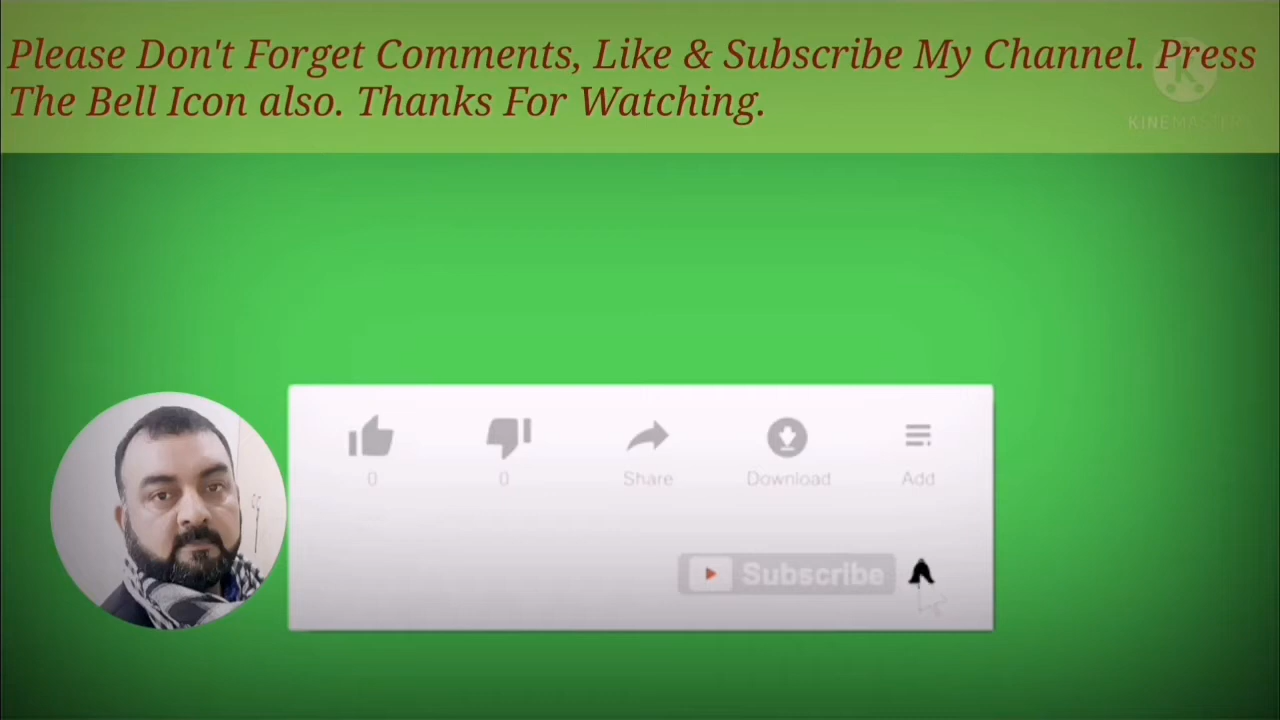 Please Don't Forget Comments, Like & Subscribe My Channel. Press
The Bell Icon also. Thanks For Watching.
KINEMASTER
0 0 Share Download Add
Subscribe